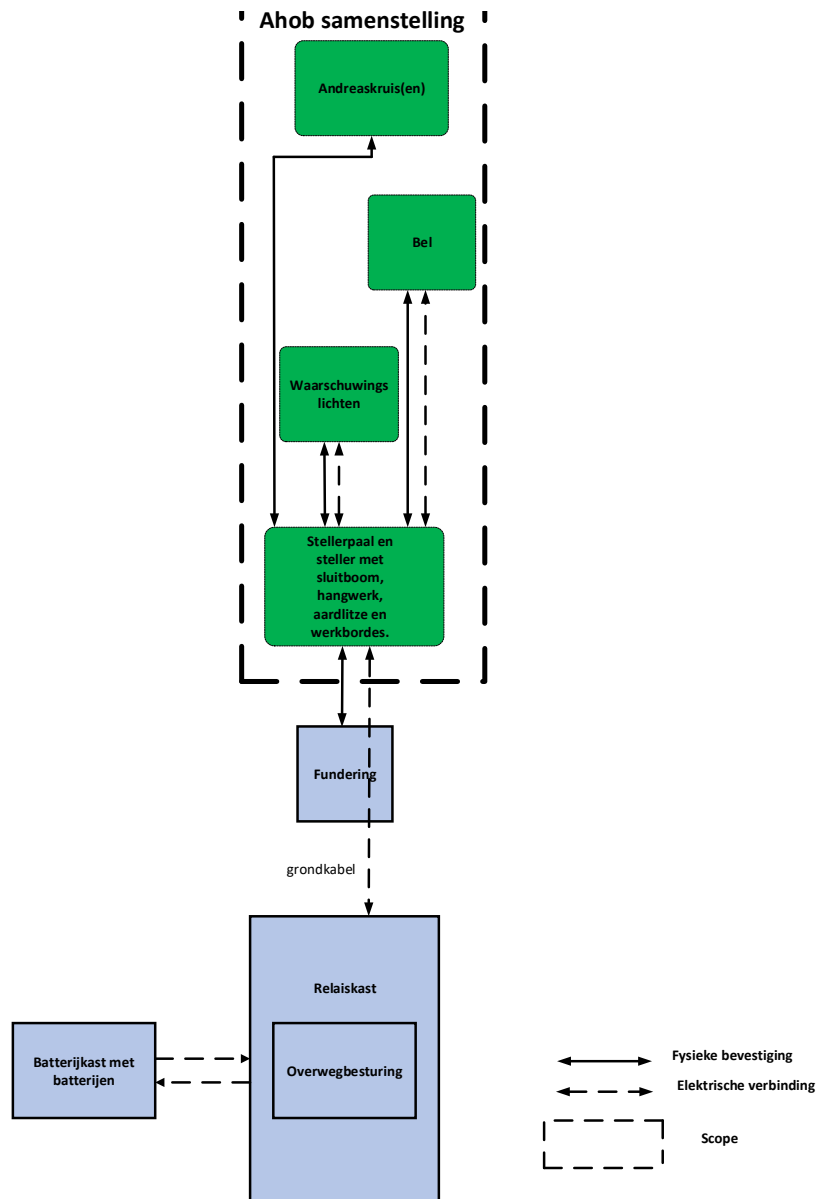 Ahob samenstelling
Andreaskruis(en)
Bel
Waarschuwings
lichten
Stellerpaal en
steller met
sluitboom,
hangwerk,
aardlitze en
werkbordes.
Fundering
grondkabel
Relaiskast
Batterijkast met
batterijen
Overwegbesturing
Fysieke bevestiging
Elektrische verbinding
Scope